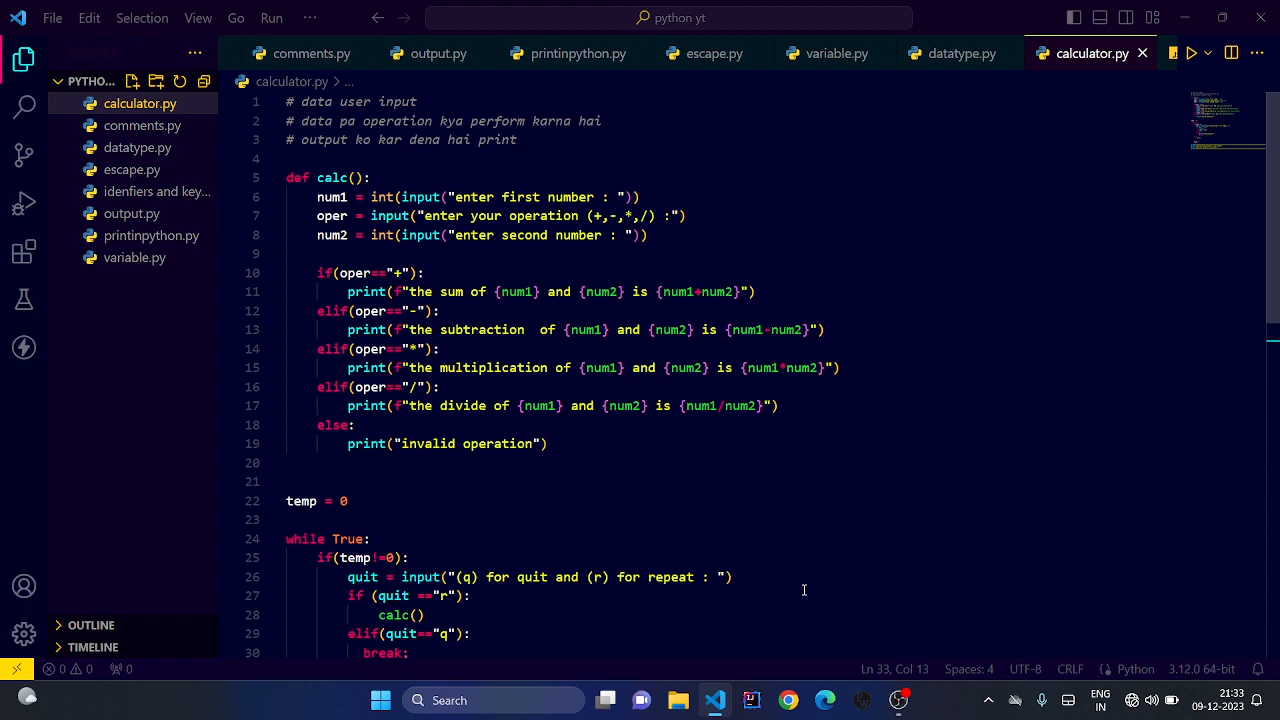 File Edit Selection View Go Run ··· python yt
EXPLORER ···
comments.py output.py printinpython.py escape.py variable.py datatype.py calculator.py
PYTHO...
calculator.py
comments.py
datatype.py
escape.py
idenfiers and key...
output.py
printinpython.py
variable.py
OUTLINE
TIMELINE
calculator.py > ...
1 # data user input
2 # data pa operation kya perform karna hai
3 # output ko kar dena hai print
4
5 def calc():
6 num1 = int(input("enter first number : "))
7 oper = input("enter your operation (+,-,*,/) :")
8 num2 = int(input("enter second number : "))
9
10 if(oper=="+"):
11 print(f"the sum of {num1} and {num2} is {num1+num2}")
12 elif(oper=="-"):
13 print(f"the subtraction  of {num1} and {num2} is {num1-num2}")
14 elif(oper=="*"):
15 print(f"the multiplication of {num1} and {num2} is {num1*num2}")
16 elif(oper=="/"):
17 print(f"the divide of {num1} and {num2} is {num1/num2}")
18 else:
19 print("invalid operation")
20
21
22 temp = 0
23
24 while True:
25 if(temp!=0):
26 quit = input("(q) for quit and (r) for repeat : ")
27 if (quit =="r"):
28 calc()
29 elif(quit=="q"):
30 break;
0 0 0 Ln 33, Col 13 Spaces: 4 UTF-8 CRLF Python 3.12.0 64-bit
Search ENG IN 21:33 09-12-2023